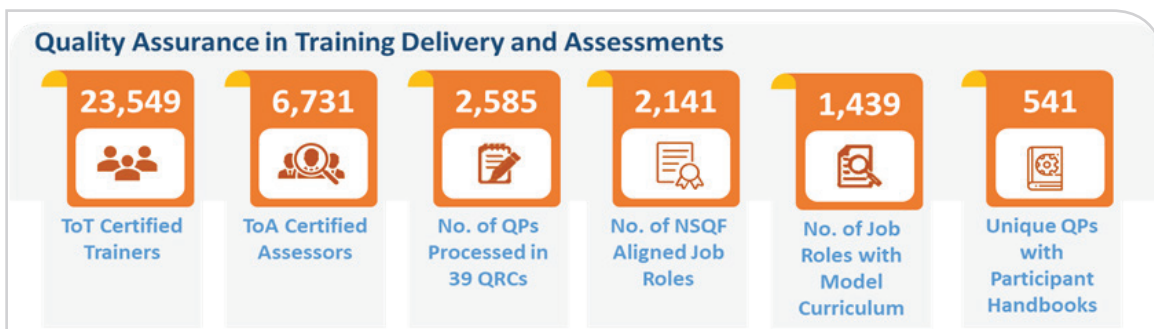 Quality Assurance in Training Delivery and Assessments
23,549
ToT Certified
Trainers
6,731
ToA Certified
Assessors
2,585
No. of QPs
Processed in
39 QRCs
2,141
No. of NSQF
Aligned Job
Roles
1,439
No. of Job
Roles with
Model
Curriculum
541
Unique QPs
with
Participant
Handbooks